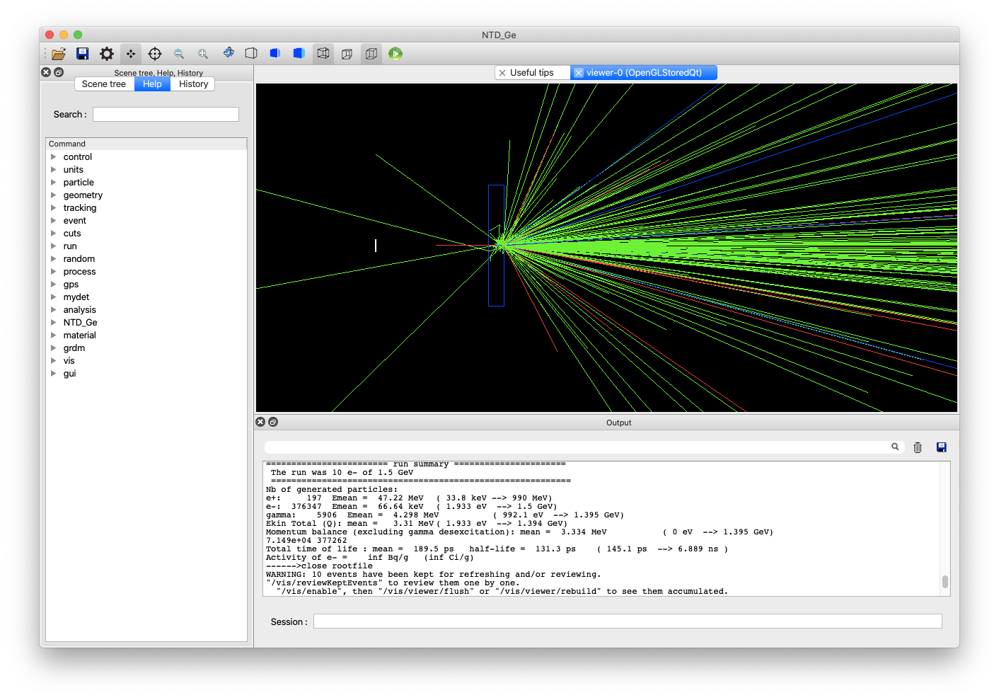 NTD_Ge
Scene tree, Help, History
Scene tree Help History
Search :
Command
control
units
particle
geometry
tracking
event
cuts
run
random
process
gps
mydet
analysis
NTD_Ge
material
grdm
vis
gui
Useful tips viewer-0 (OpenGLStoredQt)
Output
======================== run summary ======================
The run was 10 e- of 1.5 GeV
===========================================================
Nb of generated particles:
e+: 197 Emean = 47.22 MeV ( 33.8 keV --> 990 MeV)
e-: 376347 Emean = 66.64 keV ( 1.933 eV --> 1.5 GeV)
gamma: 5906 Emean = 4.298 MeV ( 992.1 eV --> 1.395 GeV)
Ekin Total (Q): mean = 3.31 MeV ( 1.933 eV --> 1.394 GeV)
Momentum balance (excluding gamma desexcitation): mean = 3.334 MeV ( 0 eV --> 1.395 GeV)
7.149e+04 377262
Total time of life : mean = 189.5 ps half-life = 131.3 ps ( 145.1 ps --> 6.889 ns )
Activity of e- = inf Bq/g (inf Ci/g)
------>close rootfile
WARNING: 10 events have been kept for refreshing and/or reviewing.
"/vis/reviewKeptEvents" to review them one by one.
"/vis/enable", then "/vis/viewer/flush" or "/vis/viewer/rebuild" to see them accumulated.
Session :